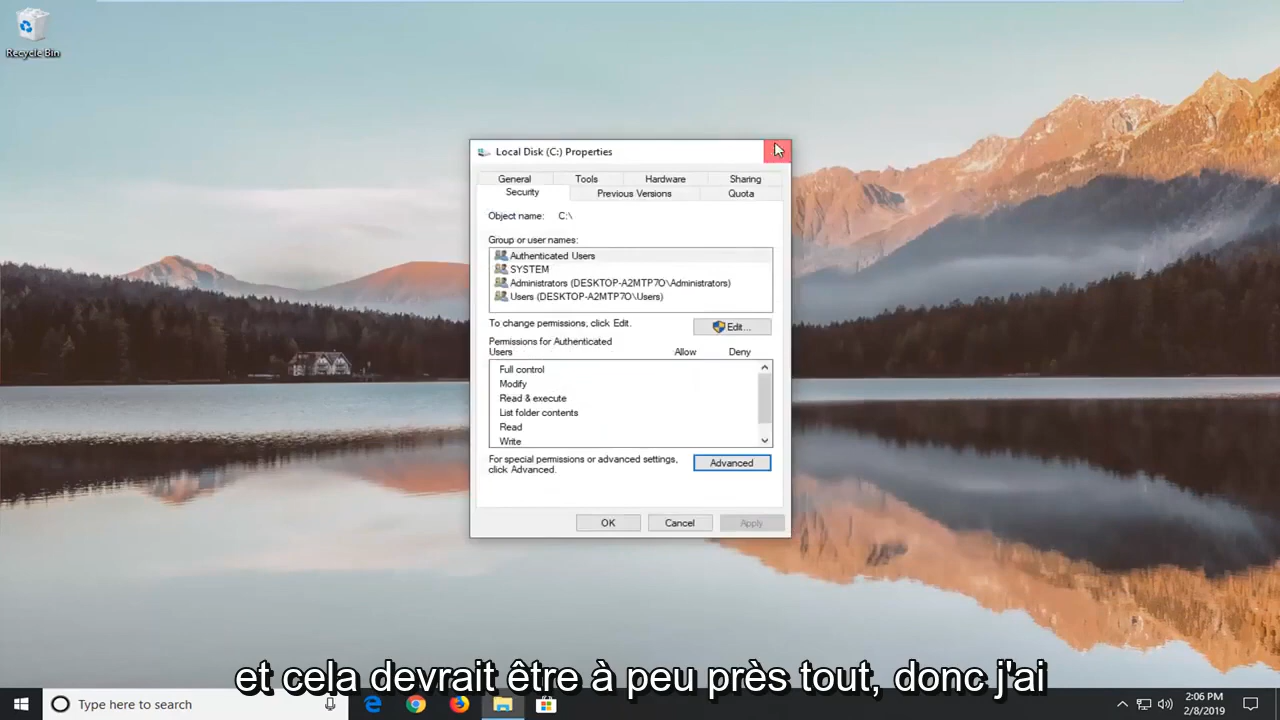 Recycle Bin
Local Disk (C:) Properties
General Tools Hardware Sharing
Security Previous Versions Quota
Object name: C:\
Group or user names:
Authenticated Users
SYSTEM
Administrators (DESKTOP-A2MTP7O\Administrators)
Users (DESKTOP-A2MTP7O\Users)
To change permissions, click Edit.
Edit...
Permissions for Authenticated
Users Allow Deny
Full control
Modify
Read & execute
List folder contents
Read
Write
For special permissions or advanced settings,
click Advanced.
Advanced
OK Cancel Apply
et cela devrait être à peu près tout, donc j'ai
Type here to search
2:06 PM
2/8/2019